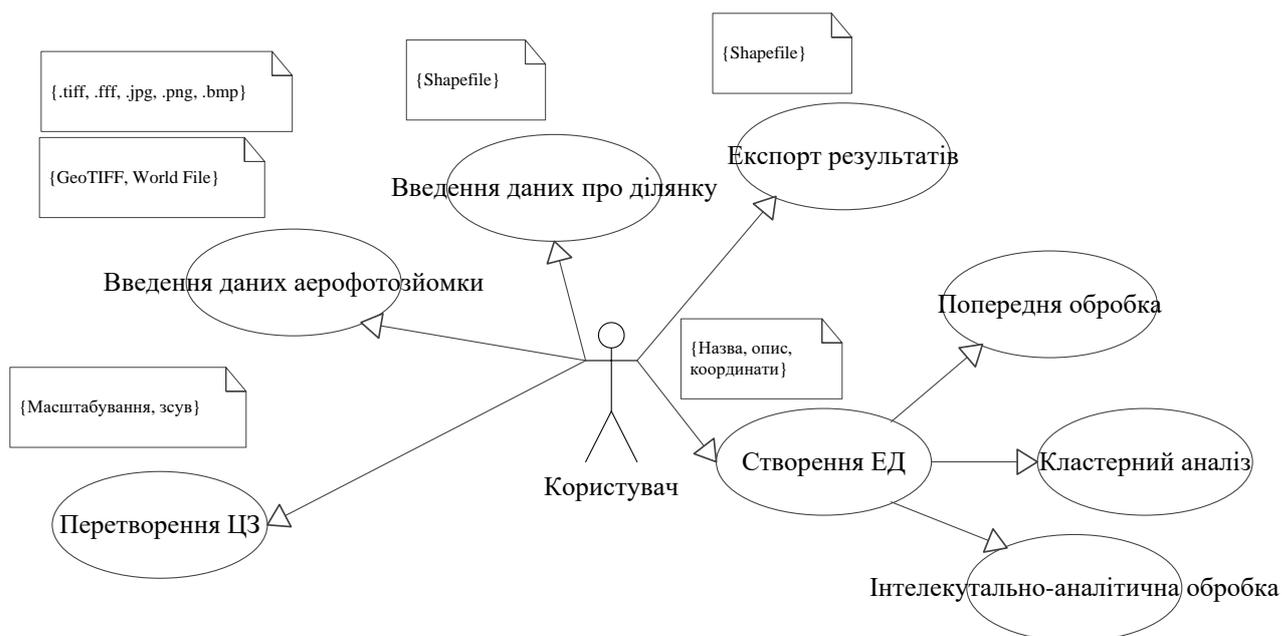 {Shapefile}
{Shapefile}
{.tiff, .fff, .jpg, .png, .bmp}
Експорт результатів
{GeoTIFF, World File}
Введення даних про ділянку
Введення даних аерофотозйомки
Попередня обробка
{Назва, опис,
координати}
{Масштабування, зсув}
Створення ЕД
Кластерний аналіз
Користувач
Перетворення ЦЗ
Інтелекутально-аналітична обробка